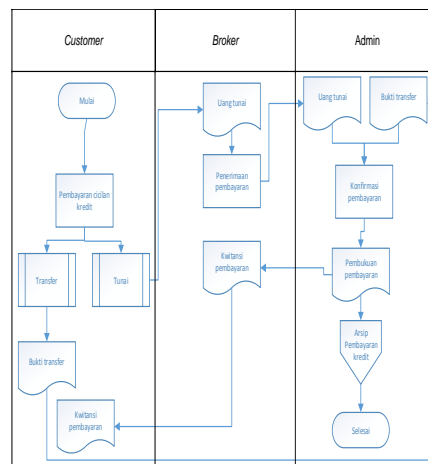 Customer
Broker
Admin
Mulai
Pembayaran cicilan
kredit
Transfer
Tunai
Bukti transfer
Kwitansi
pembayaran
Uang tunai
Penerimaan
pembayaran
Kwitansi
pembayaran
Uang tunai
Bukti transfer
Konfirmasi
pembayaran
Pembukuan
pembayaran
Arsip
Pembayaran
kredit
Selesai